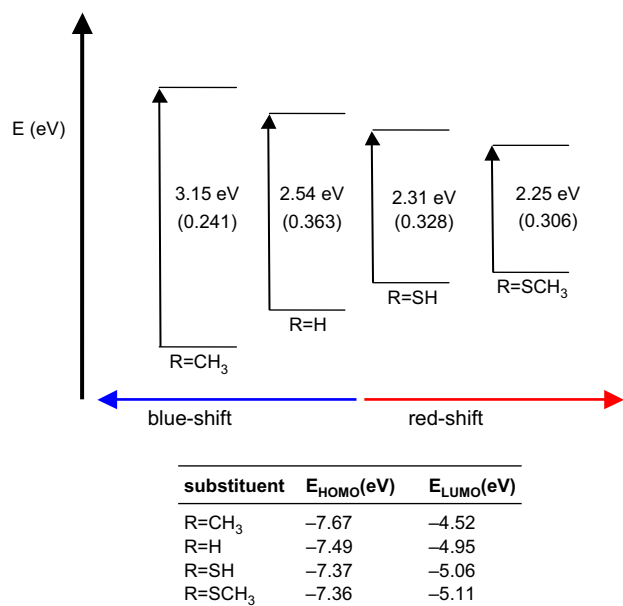 E (eV)
3.15 eV 2.54 eV 2.31 eV 2.25 eV
(0.241) (0.363) (0.328) (0.306)
R=CH₃ R=H R=SH R=SCH₃
blue-shift red-shift
substituent E_HOMO(eV) E_LUMO(eV)
R=CH₃ –7.67 –4.52
R=H –7.49 –4.95
R=SH –7.37 –5.06
R=SCH₃ –7.36 –5.11